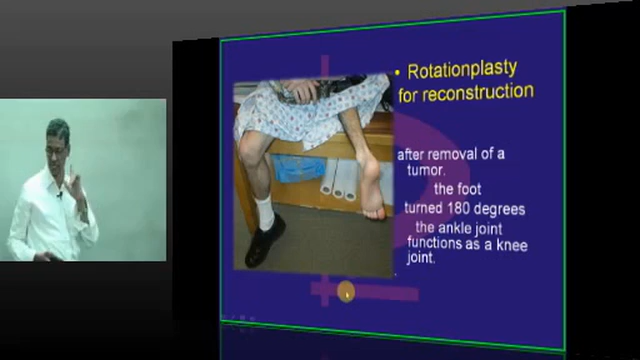 • Rotationplasty
for reconstruction
after removal of a
tumor.
the foot
turned 180 degrees
the ankle joint
functions as a knee
joint.